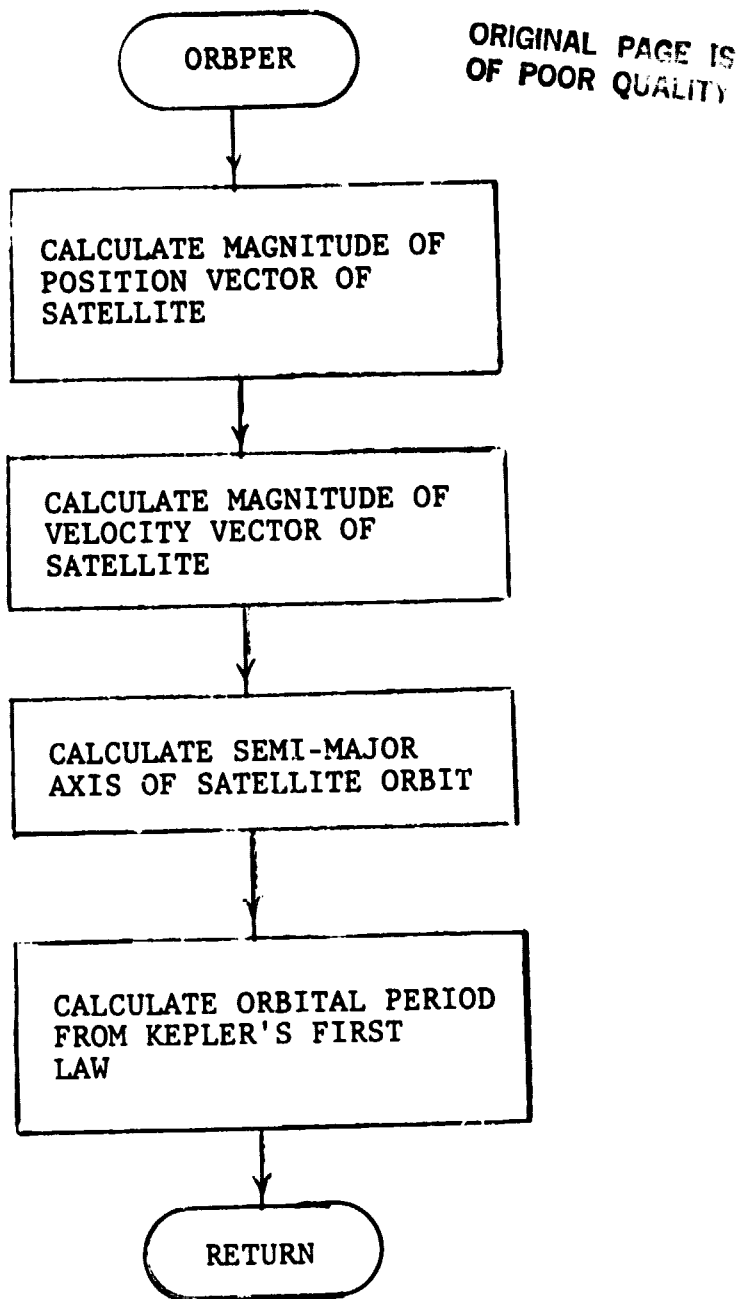 ORBPER
ORIGINAL PAGE IS
OF POOR QUALITY
CALCULATE MAGNITUDE OF
POSITION VECTOR OF
SATELLITE
CALCULATE MAGNITUDE OF
VELOCITY VECTOR OF
SATELLITE
CALCULATE SEMI-MAJOR
AXIS OF SATELLITE ORBIT
CALCULATE ORBITAL PERIOD
FROM KEPLER'S FIRST
LAW
RETURN